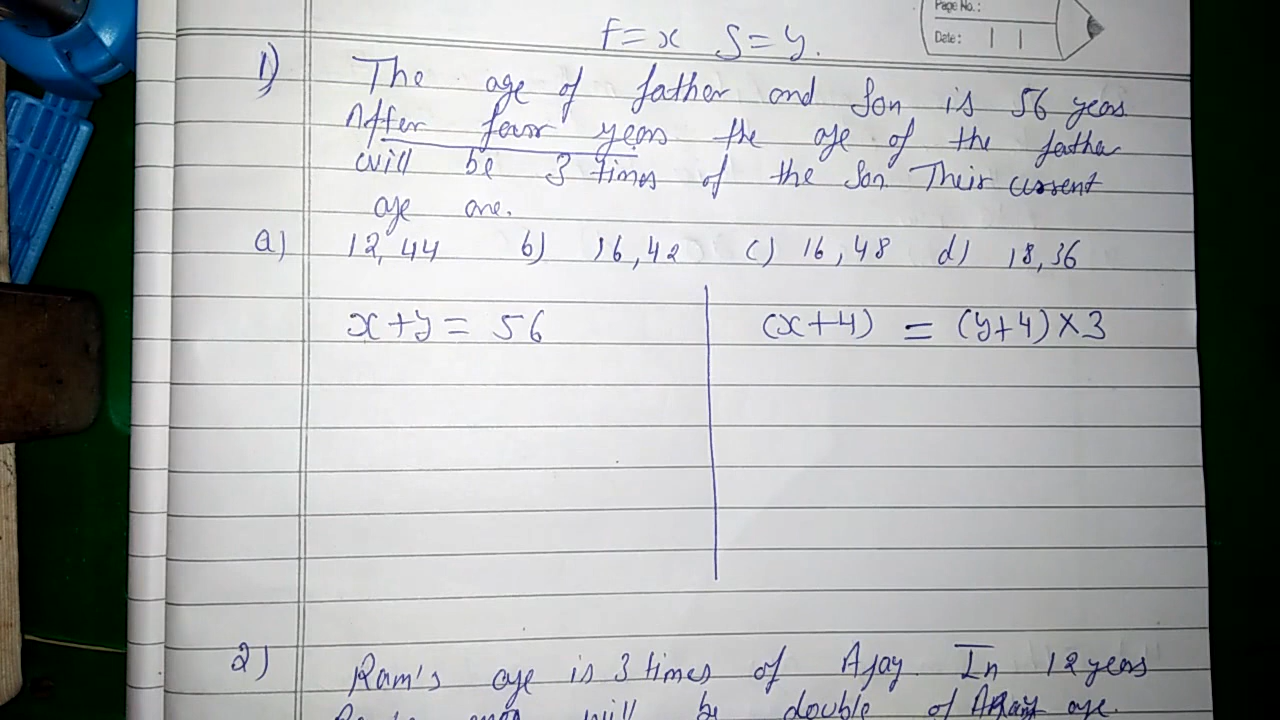 Page No.:
Date:
F=x S=y.
1) The age of father and Son is 56 years
After four years the age of the father
will be 3 times of the Son Their current
age are.
a) 12,44 b) 16,42 c) 16,48 d) 18,36
x+y= 56 (x+4) = (y+4)×3
2) Ram's age is 3 times of Ajay In 12 years
will be double of age.